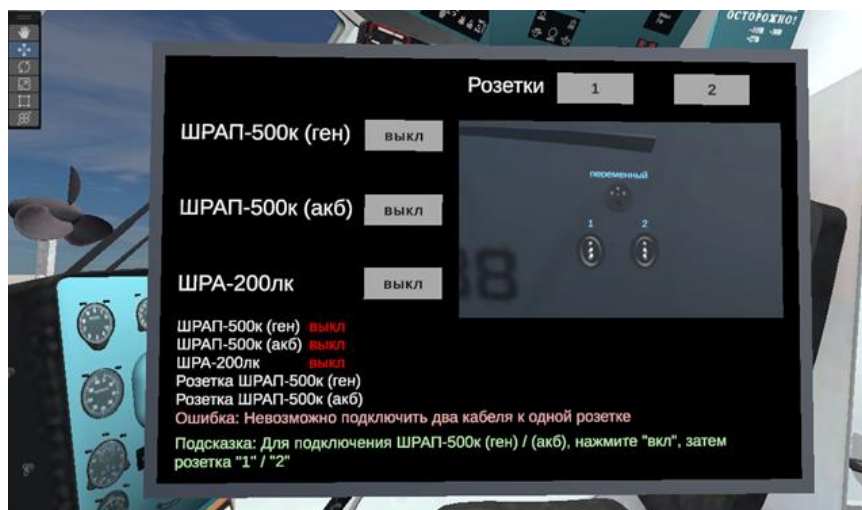 ОСТОРОЖНО!
Розетки 1 2
ШРАП-500к (ген) выкл
переменный
ШРАП-500к (акб) выкл
1 2
ШРА-200лк выкл
38
ШРАП-500к (ген) выкл
ШРАП-500к (акб) выкл
ШРА-200лк выкл
Розетка ШРАП-500к (ген)
Розетка ШРАП-500к (акб)
Ошибка: Невозможно подключить два кабеля к одной розетке
Подсказка: Для подключения ШРАП-500к (ген) / (акб), нажмите "вкл", затем
розетка "1" / "2"